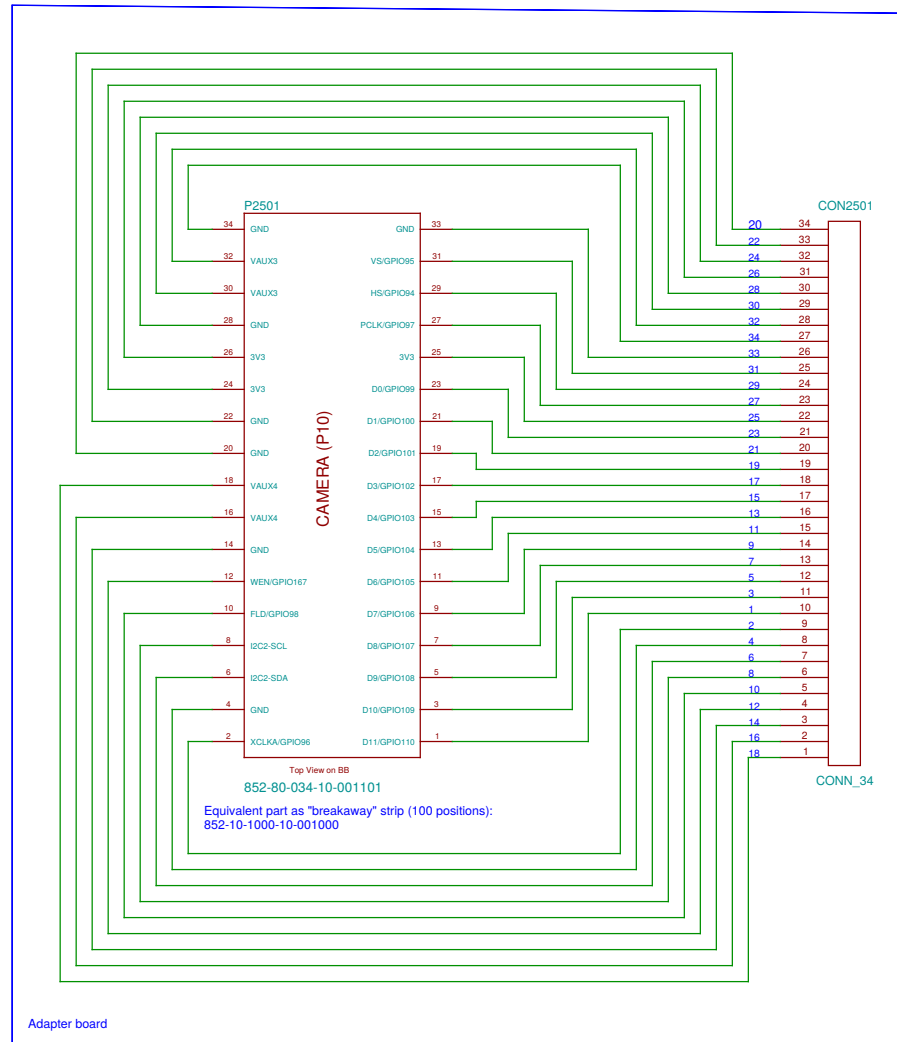 P2501
CON2501
34 GND GND 33 20 34
22 33
32 VAUX3 VS/GPIO95 31 24 32
26 31
30 VAUX3 HS/GPIO94 29 28 30
30 29
28 GND PCLK/GPIO97 27 32 28
34 27
26 3V3 3V3 25 33 26
31 25
24 3V3 D0/GPIO99 23 29 24
27 23
22 GND D1/GPIO100 21 25 22
23 21
20 GND D2/GPIO101 19 21 20
19 19
18 VAUX4 D3/GPIO102 17 17 18
15 17
16 VAUX4 D4/GPIO103 15 13 16
11 15
14 GND D5/GPIO104 13 9 14
7 13
12 WEN/GPIO167 D6/GPIO105 11 5 12
3 11
10 FLD/GPIO98 D7/GPIO106 9 1 10
2 9
8 I2C2-SCL D8/GPIO107 7 4 8
6 7
6 I2C2-SDA D9/GPIO108 5 8 6
10 5
4 GND D10/GPIO109 3 12 4
14 3
2 XCLKA/GPIO96 D11/GPIO110 1 16 2
18 1
CAMERA (P10)
Top View on BB
852-80-034-10-001101
CONN_34
Equivalent part as "breakaway" strip (100 positions):
852-10-1000-10-001000
Adapter board